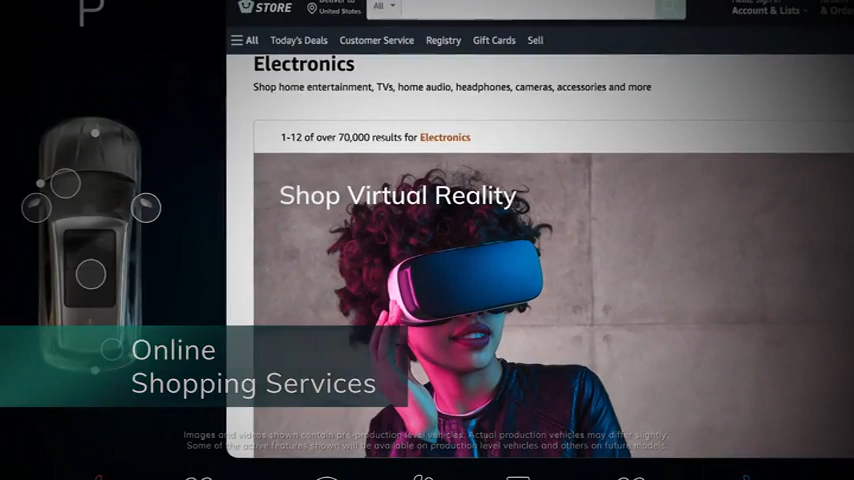 P
STORE
Deliver to
United States
All
Hello, Sign in
Account & Lists
& Orders
All Today's Deals Customer Service Registry Gift Cards Sell
Electronics
Shop home entertainment, TVs, home audio, headphones, cameras, accessories and more
1-12 of over 70,000 results for Electronics
Shop Virtual Reality
Online
Shopping Services
Images and videos shown contain pre-production level vehicles. Actual production vehicles may differ slightly.
Some of the active features shown will be available on production level vehicles and others on future models.